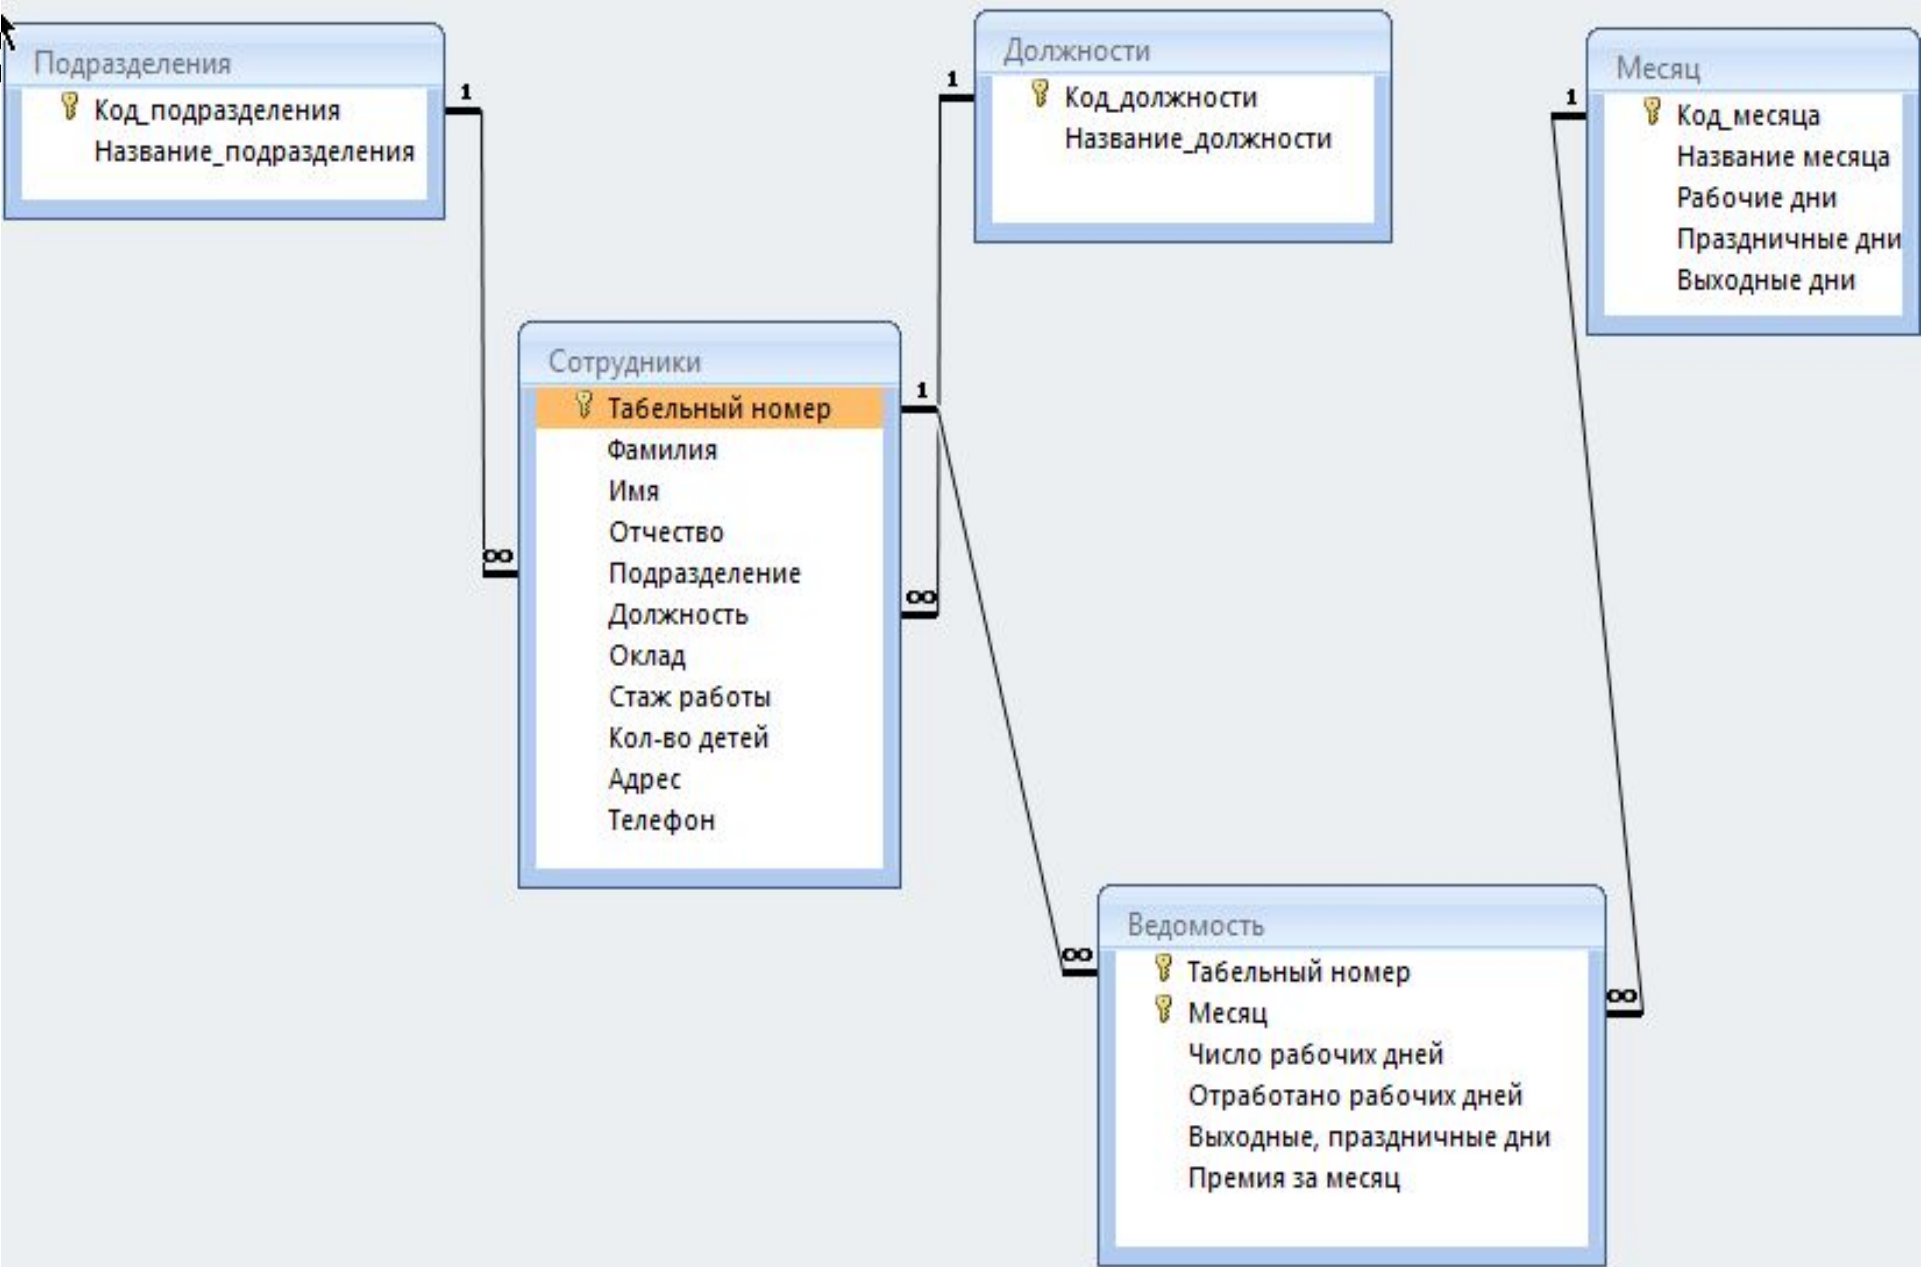 Подразделения
Код_подразделения
Название_подразделения
1
∞
Должности
Код_должности
Название_должности
1
∞
Месяц
Код_месяца
Название месяца
Рабочие дни
Праздничные дни
Выходные дни
1
∞
Сотрудники
Табельный номер
Фамилия
Имя
Отчество
Подразделение
Должность
Оклад
Стаж работы
Кол-во детей
Адрес
Телефон
1
∞
Ведомость
Табельный номер
Месяц
Число рабочих дней
Отработано рабочих дней
Выходные, праздничные дни
Премия за месяц